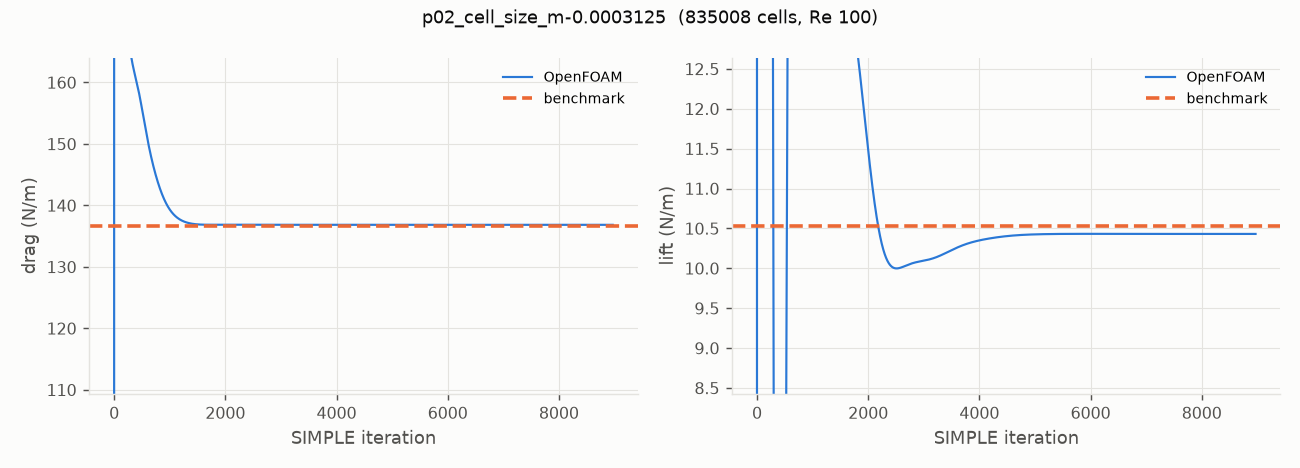 p02_cell_size_m-0.0003125  (835008 cells, Re 100)
drag (N/m)
160
150
140
130
120
110
OpenFOAM
benchmark
0
2000
4000
6000
8000
SIMPLE iteration
lift (N/m)
12.5
12.0
11.5
11.0
10.5
10.0
9.5
9.0
8.5
OpenFOAM
benchmark
0
2000
4000
6000
8000
SIMPLE iteration